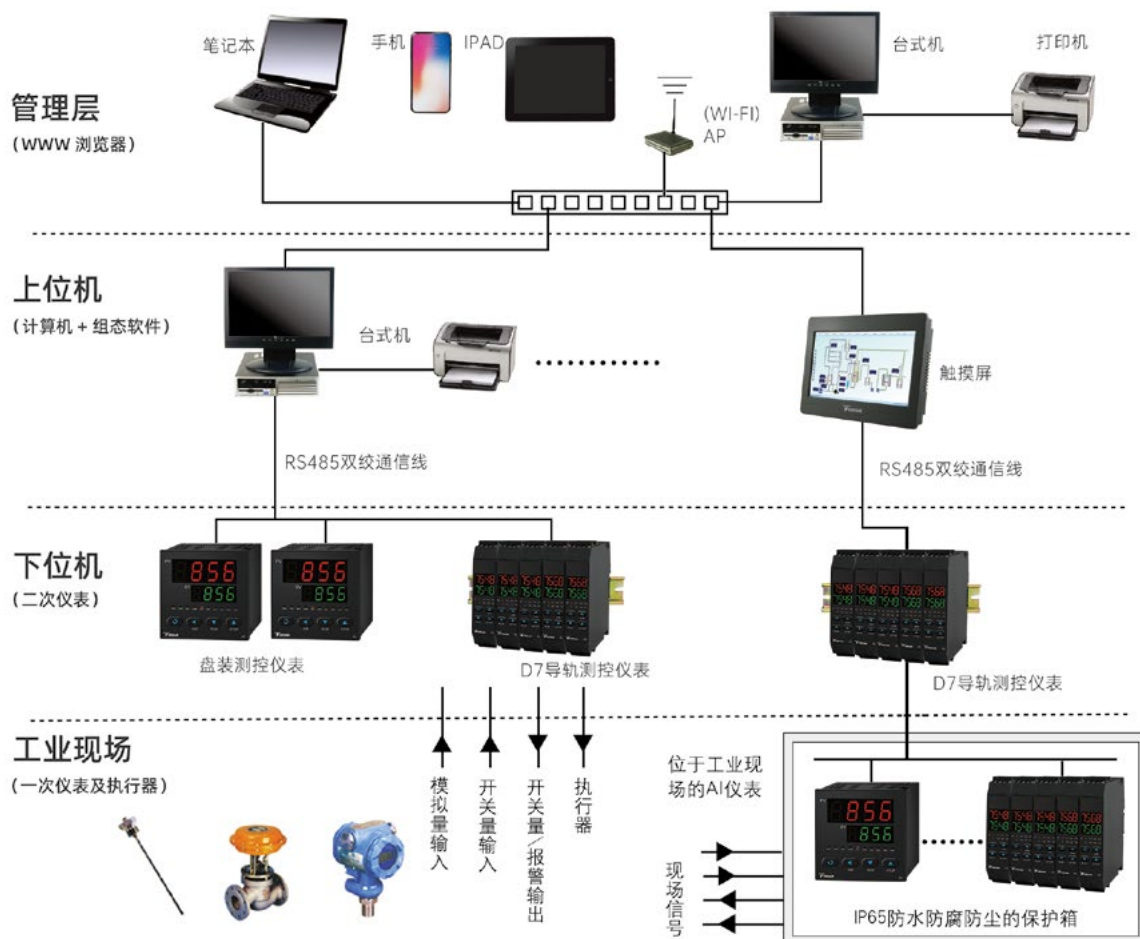 笔记本
手机
IPAD
台式机
打印机
管理层
(WWW 浏览器)
(WI-FI)
AP
上位机
(计算机 + 组态软件)
台式机
触摸屏
RS485双绞通信线
RS485双绞通信线
下位机
(二次仪表)
856
856
856
856
盘装测控仪表
D7导轨测控仪表
D7导轨测控仪表
工业现场
(一次仪表及执行器)
模拟量输入
开关量输入
开关量/报警输出
执行器
位于工业现
场的AI仪表
现场信号
856
856
IP65防水防腐防尘的保护箱